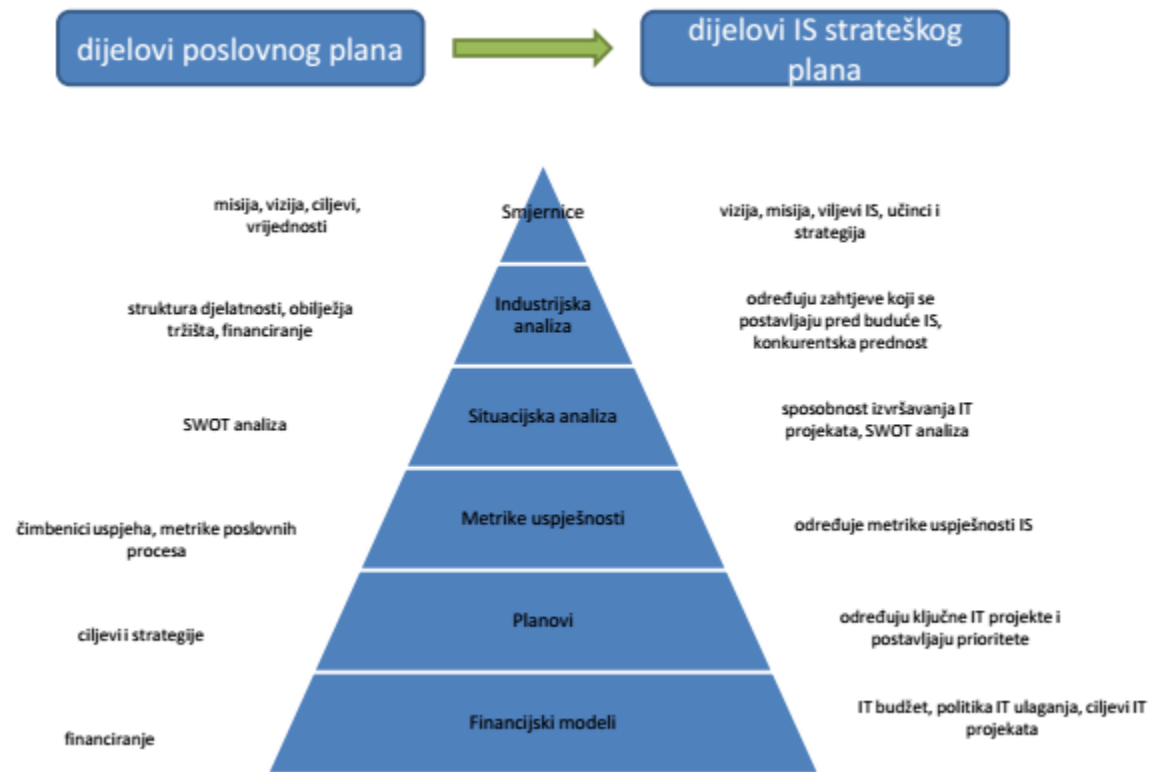 dijelovi poslovnog plana
dijelovi IS strateškog
plana
misija, vizija, ciljevi,
vrijednosti
Smjernice
vizija, misija, viljevi IS, učinci i
strategija
struktura djelatnosti, obilježja
tržišta, financiranje
Industrijska
analiza
određuju zahtjeve koji se
postavljaju pred buduće IS,
konkurentska prednost
SWOT analiza
Situacijska analiza
sposobnost izvršavanja IT
projekata, SWOT analiza
čimbenici uspjeha, metrike poslovnih
procesa
Metrike uspješnosti
određuje metrike uspješnosti IS
ciljevi i strategije
Planovi
određuju ključne IT projekte i
postavljaju prioritete
financiranje
Financijski modeli
IT budžet, politika IT ulaganja, ciljevi IT
projekata